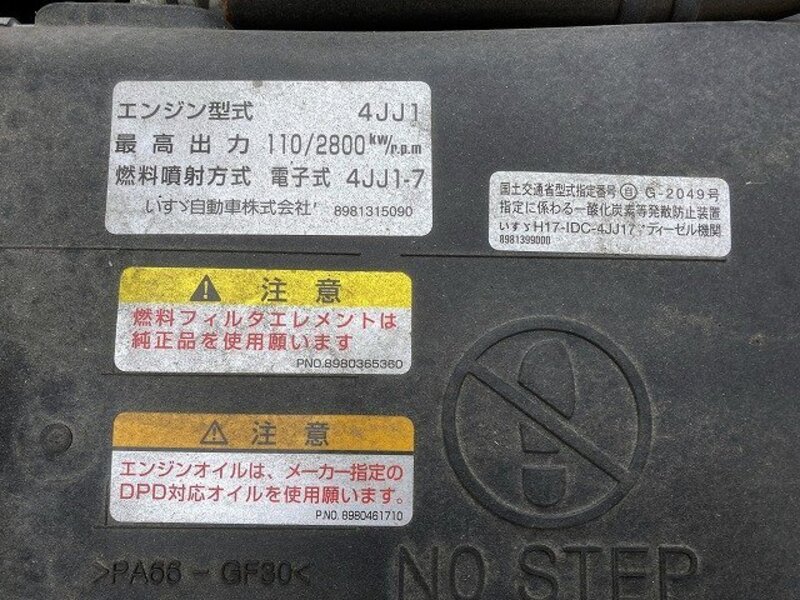 エンジン型式 4JJ1
最高出力 110/2800kw/r.p.m
燃料噴射方式 電子式 4JJ1-7
いすゞ自動車株式会社 8981315090
国土交通省型式指定番号 自 G-2049号
指定に係わる一酸化炭素等発散防止装置
いすゞH17-IDC-4JJ17 ディーゼル機関
8981399000
注意
燃料フィルタエレメントは
純正品を使用願います
PNO.8980365360
注意
エンジンオイルは、メーカー指定の
DPD対応オイルを使用願います。
P.NO. 8980461710
>PA66-GF30<
NO STEP